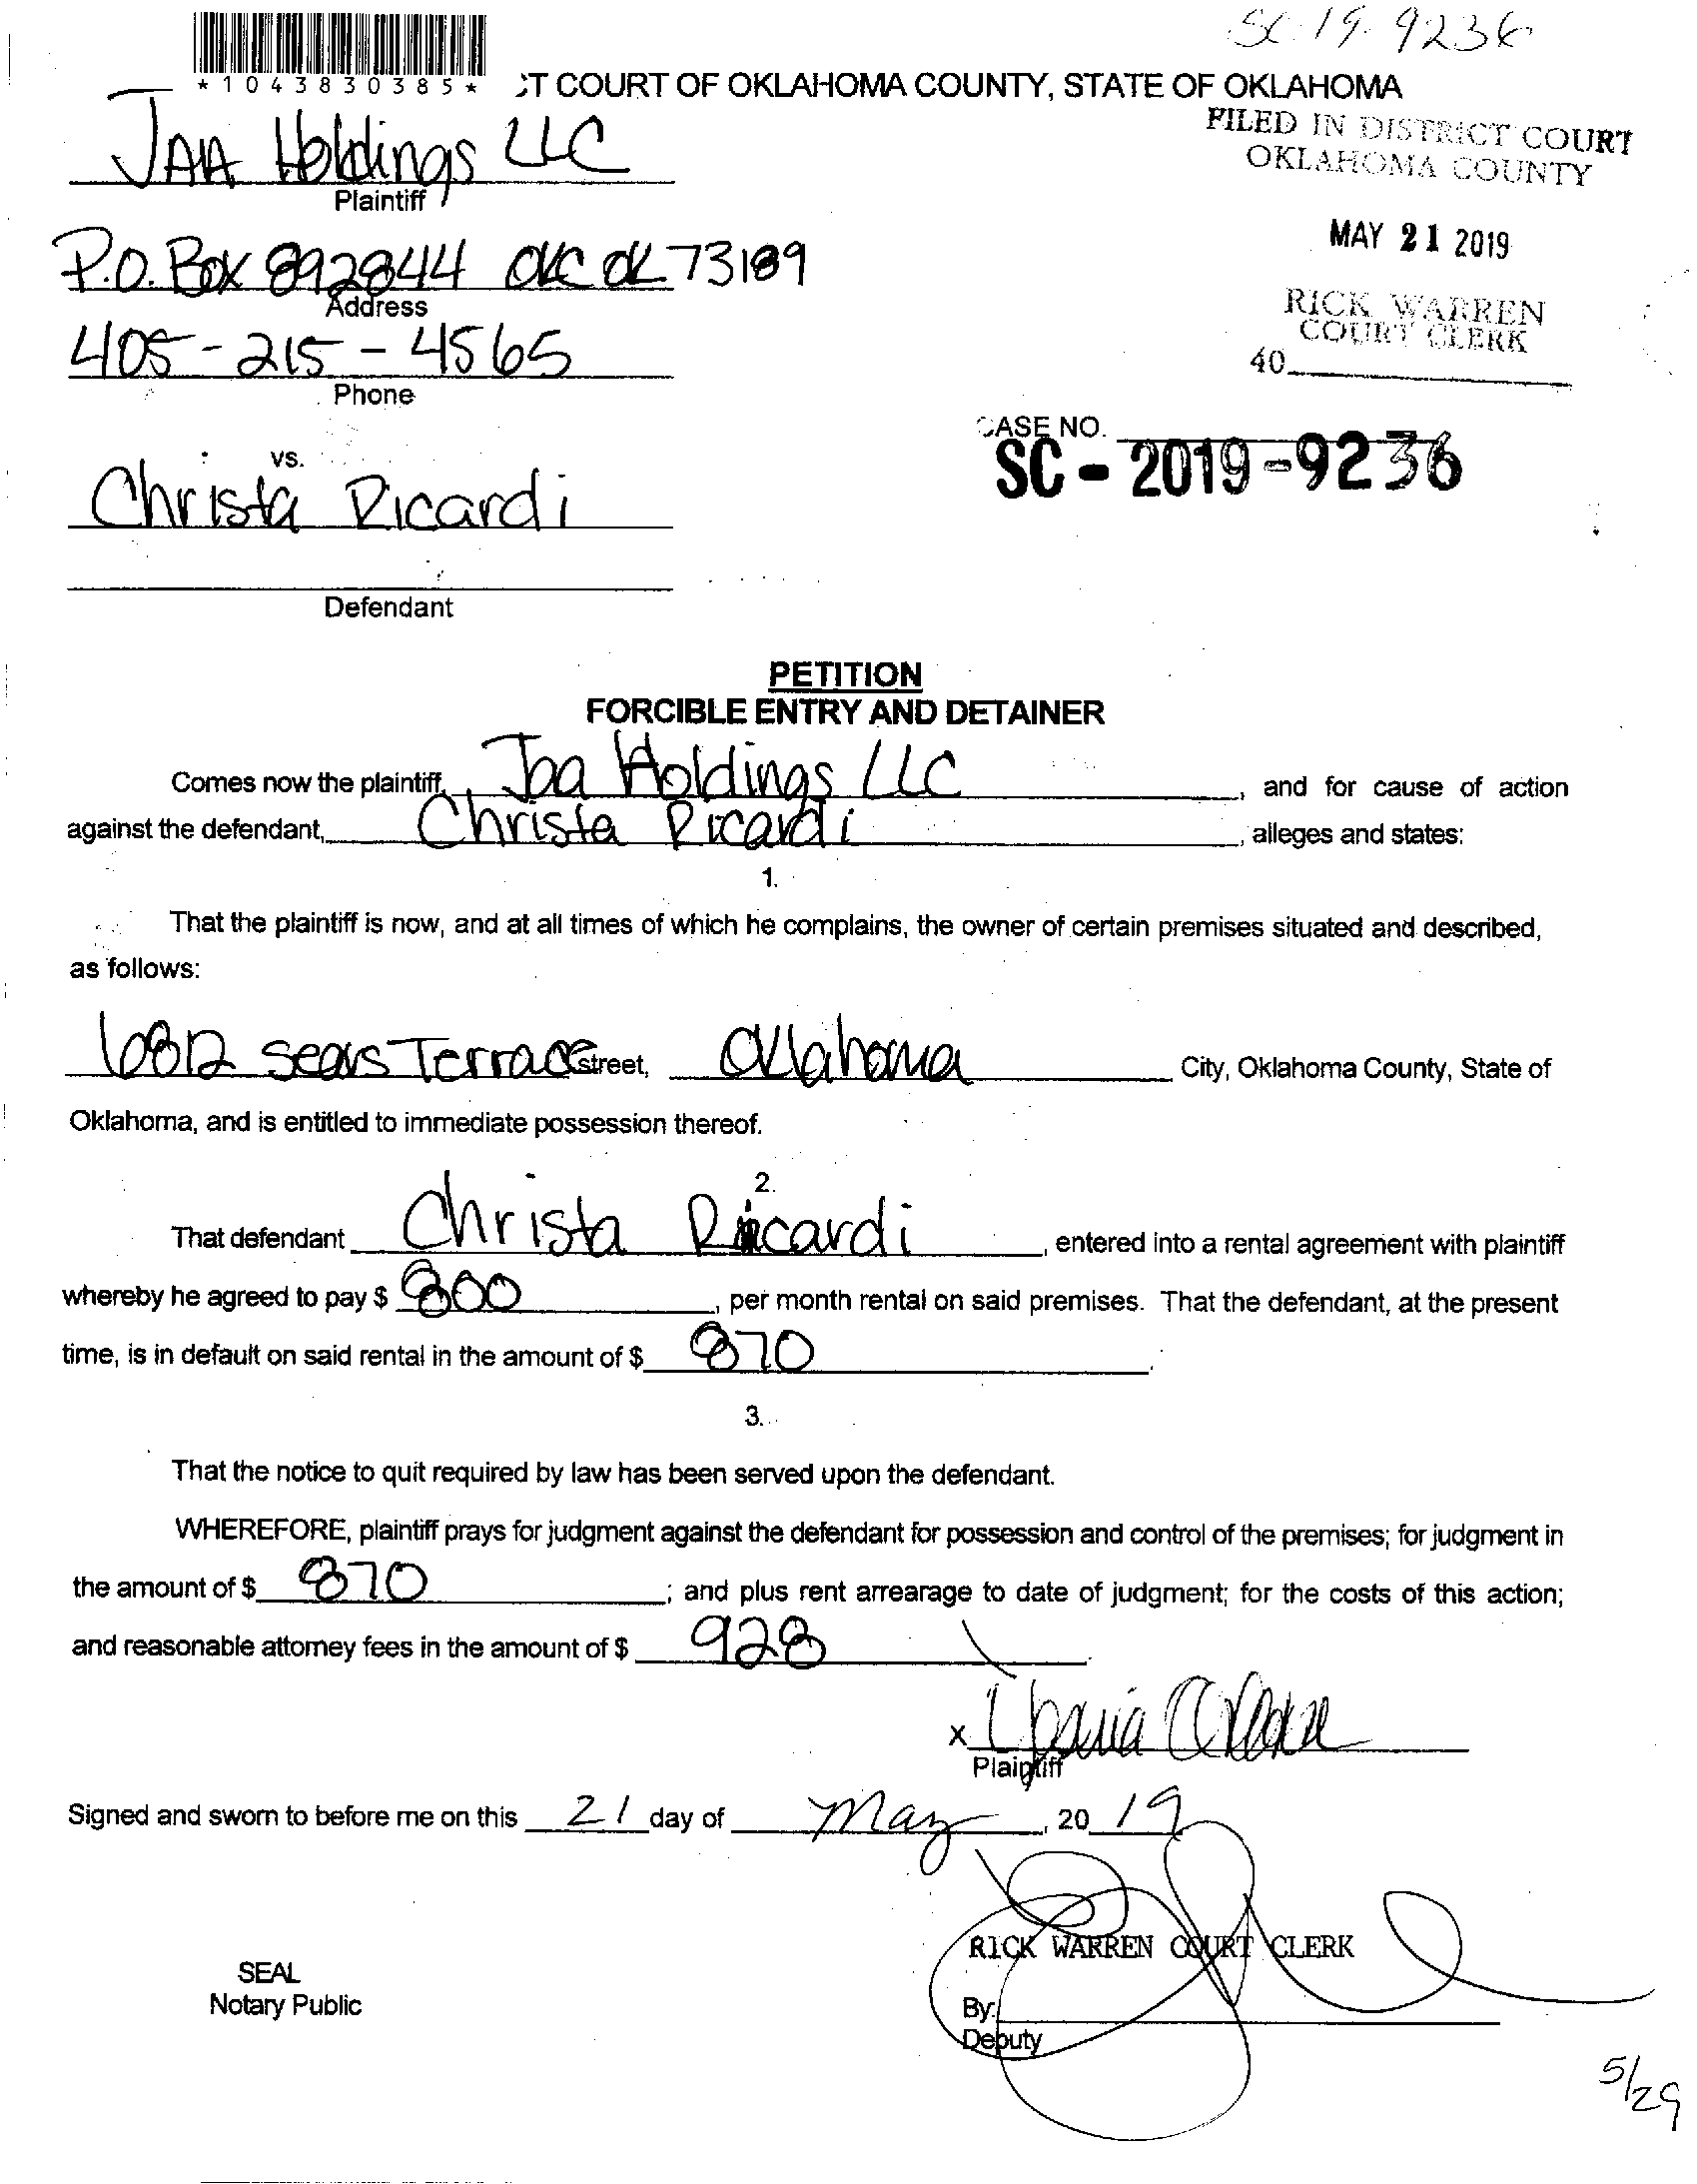 SC-19-9236
*10438030385*
CT COURT OF OKLAHOMA COUNTY, STATE OF OKLAHOMA
FILED IN DISTRICT COURT
OKLAHOMA COUNTY
JAA Holdings LLC
Plaintiff
MAY 21 2019
P.O. Box 892844 OKC OK 73189
Address
RICK WARREN
COURT CLERK
405-215-4565
40
Phone
CASE NO.
SC-2019-9236
vs.
Christa Ricardi
Defendant
PETITION
FORCIBLE ENTRY AND DETAINER
Comes now the plaintiff, Jaa Holdings LLC, and for cause of action
against the defendant, Christa Ricardi, alleges and states:
1.
That the plaintiff is now, and at all times of which he complains, the owner of certain premises situated and described,
as follows:
6812 Sears Terrace street, Oklahoma City, Oklahoma County, State of
Oklahoma, and is entitled to immediate possession thereof.
2.
That defendant Christa Ricardi, entered into a rental agreement with plaintiff
whereby he agreed to pay $ 800, per month rental on said premises. That the defendant, at the present
time, is in default on said rental in the amount of $ 870.
3.
That the notice to quit required by law has been served upon the defendant.
WHEREFORE, plaintiff prays for judgment against the defendant for possession and control of the premises; for judgment in
the amount of $ 870; and plus rent arrearage to date of judgment; for the costs of this action;
and reasonable attorney fees in the amount of $ 928.
X
Plaintiff
Signed and sworn to before me on this 21 day of May, 2019
RICK WARREN COURT CLERK
SEAL
Notary Public
By:
Deputy
5/29